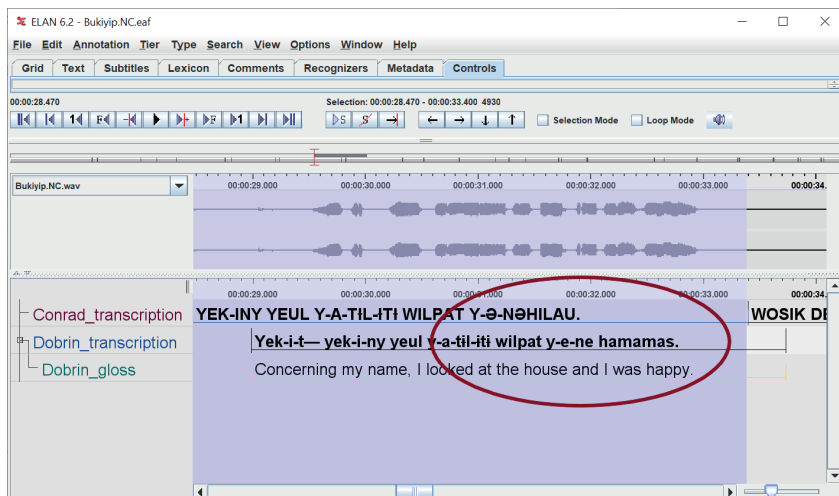 ELAN 6.2 - Bukiyip.NC.eaf
File Edit Annotation Tier Type Search View Options Window Help
Grid Text Subtitles Lexicon Comments Recognizers Metadata Controls
00:00:28.470 Selection: 00:00:28.470 - 00:00:33.400 4930
1 F F 1 S S Selection Mode Loop Mode
Bukiyip.NC.wav 00:00:29.000 00:00:30.000 00:00:31.000 00:00:32.000 00:00:33.000 00:00:34.
00:00:29.000 00:00:30.000 00:00:31.000 00:00:32.000 00:00:33.000 00:00:34.
Conrad_transcription YEK-INY YEUL Y-A-TƗL-ƗTƗ WILPAT Y-Ə-NƏHILAU. WOSIK DE
Dobrin_transcription Yek-i-t— yek-i-ny yeul y-a-tɨl-itɨ wilpat y-e-ne hamamas.
Dobrin_gloss Concerning my name, I looked at the house and I was happy.